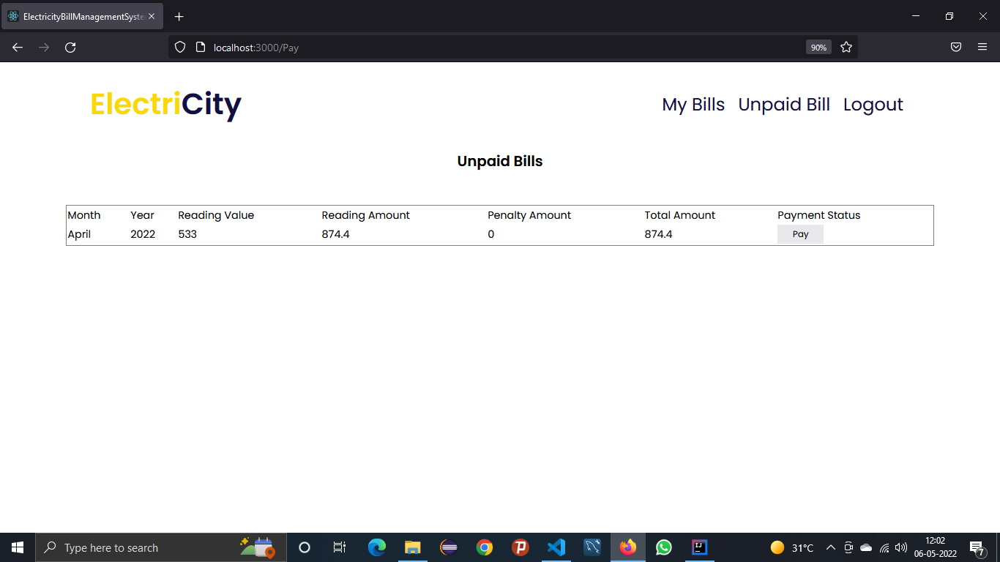 ElectricityBillManagementSyste
localhost:3000/Pay
90%
ElectriCity
My Bills Unpaid Bill Logout
Unpaid Bills
Month Year Reading Value Reading Amount Penalty Amount Total Amount Payment Status
April 2022 533 874.4 0 874.4 Pay
Type here to search
31°C
12:02
06-05-2022
7